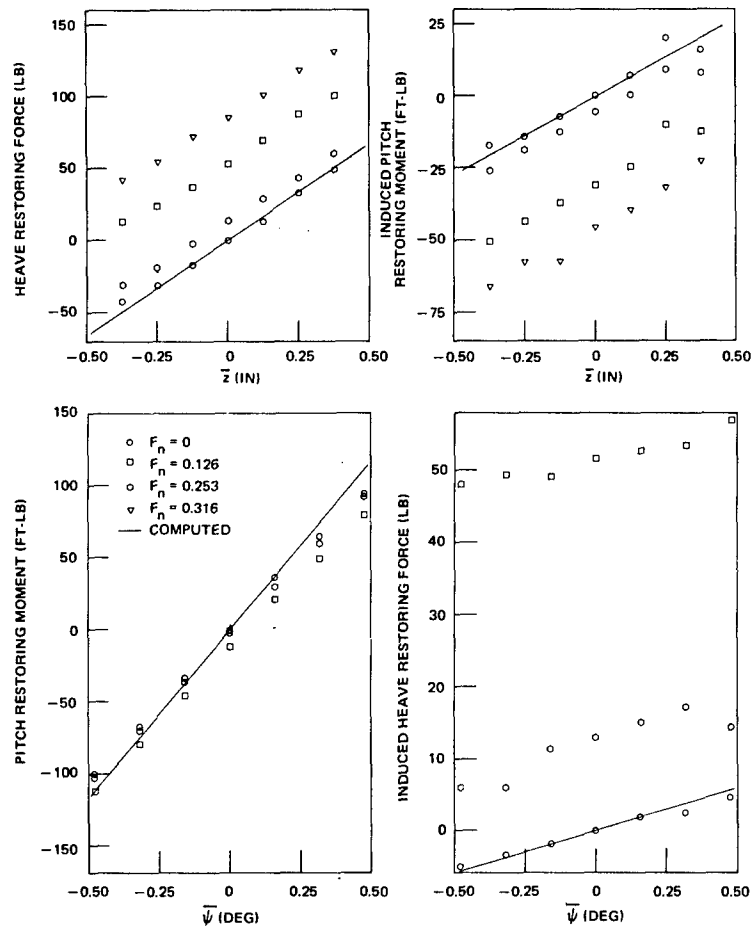 HEAVE RESTORING FORCE (LB)
150
100
50
0
−50
−0.50 −0.25 0 0.25 0.50
z̄ (IN)
INDUCED PITCH
RESTORING MOMENT (FT-LB)
25
0
−25
−50
−75
−0.50 −0.25 0 0.25 0.50
z̄ (IN)
PITCH RESTORING MOMENT (FT-LB)
150
100
50
0
−50
−100
−150
○ Fn = 0
□ Fn = 0.126
○ Fn = 0.253
▽ Fn = 0.316
— COMPUTED
−0.50 −0.25 0 0.25 0.50
ψ̄ (DEG)
INDUCED HEAVE RESTORING FORCE (LB)
50
20
10
0
−0.50 −0.25 0 0.25 0.50
ψ̄ (DEG)